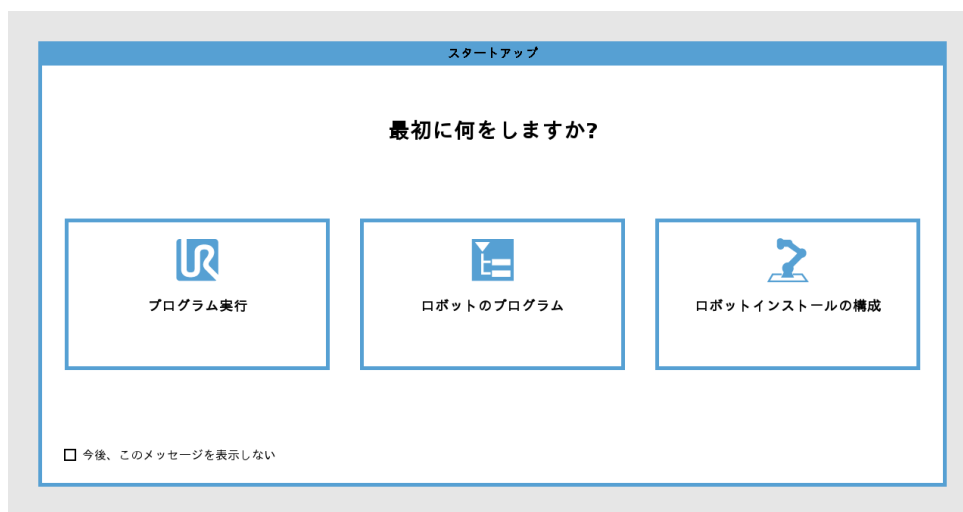 スタートアップ
最初に何をしますか?
プログラム実行
ロボットのプログラム
ロボットインストールの構成
今後、このメッセージを表示しない